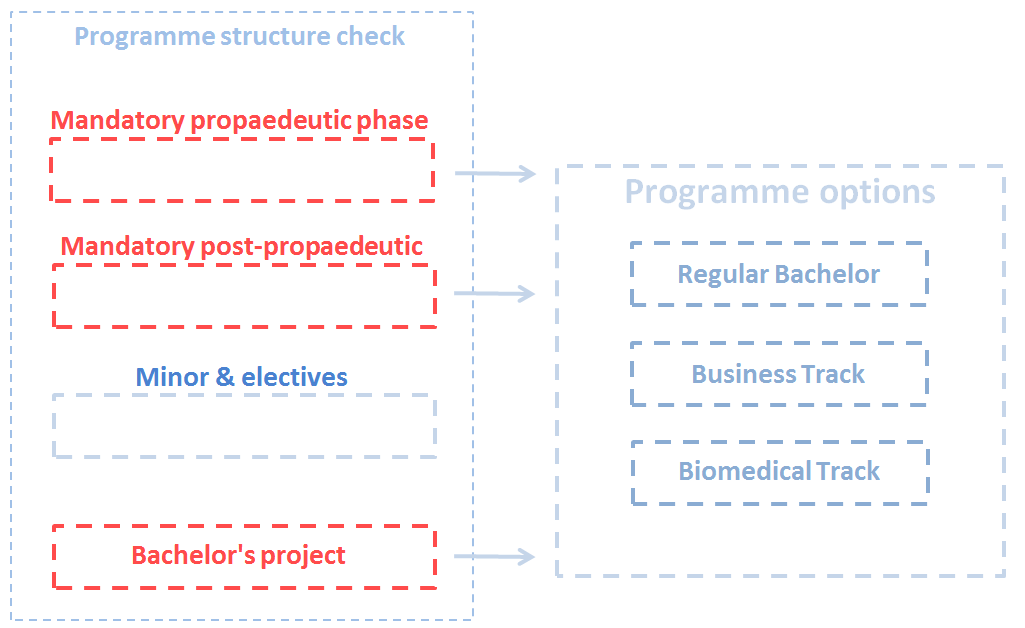 Programme structure check
Mandatory propaedeutic phase
Mandatory post-propaedeutic
Minor & electives
Bachelor's project
Programme options
Regular Bachelor
Business Track
Biomedical Track